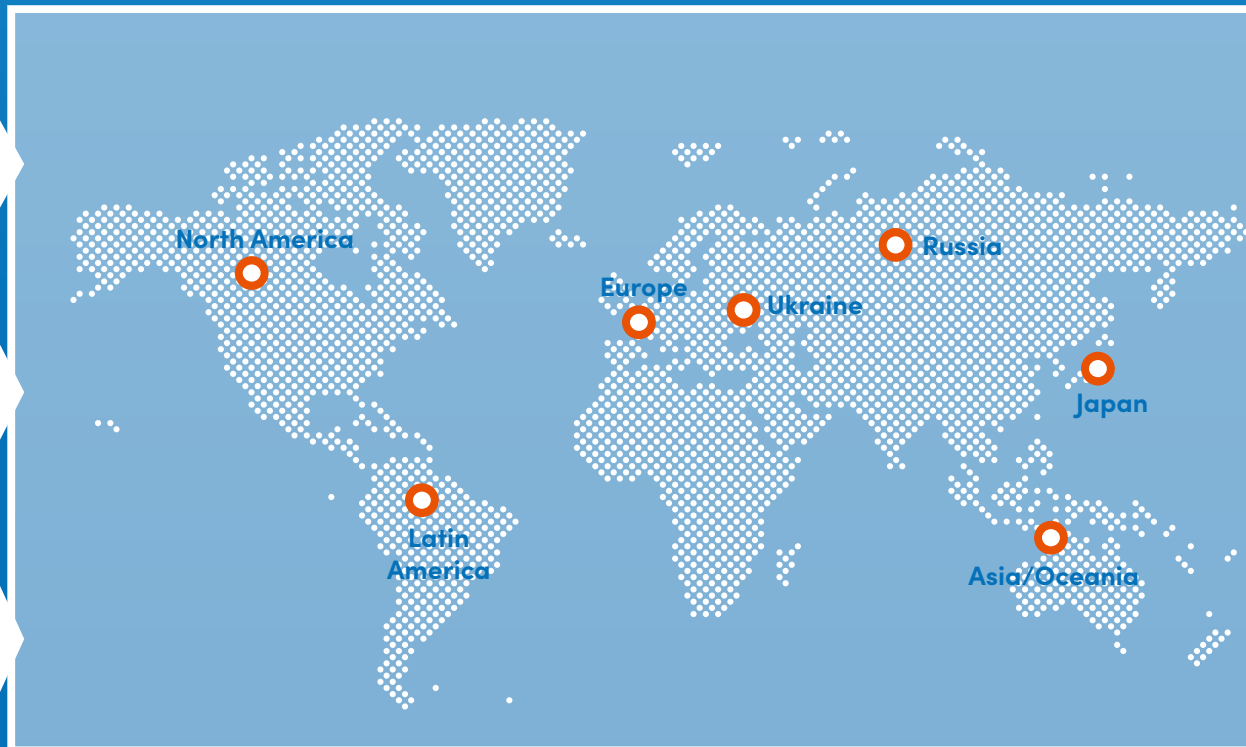 North America
Russia
Europe
Ukraine
Japan
Latin
America
Asia/Oceania